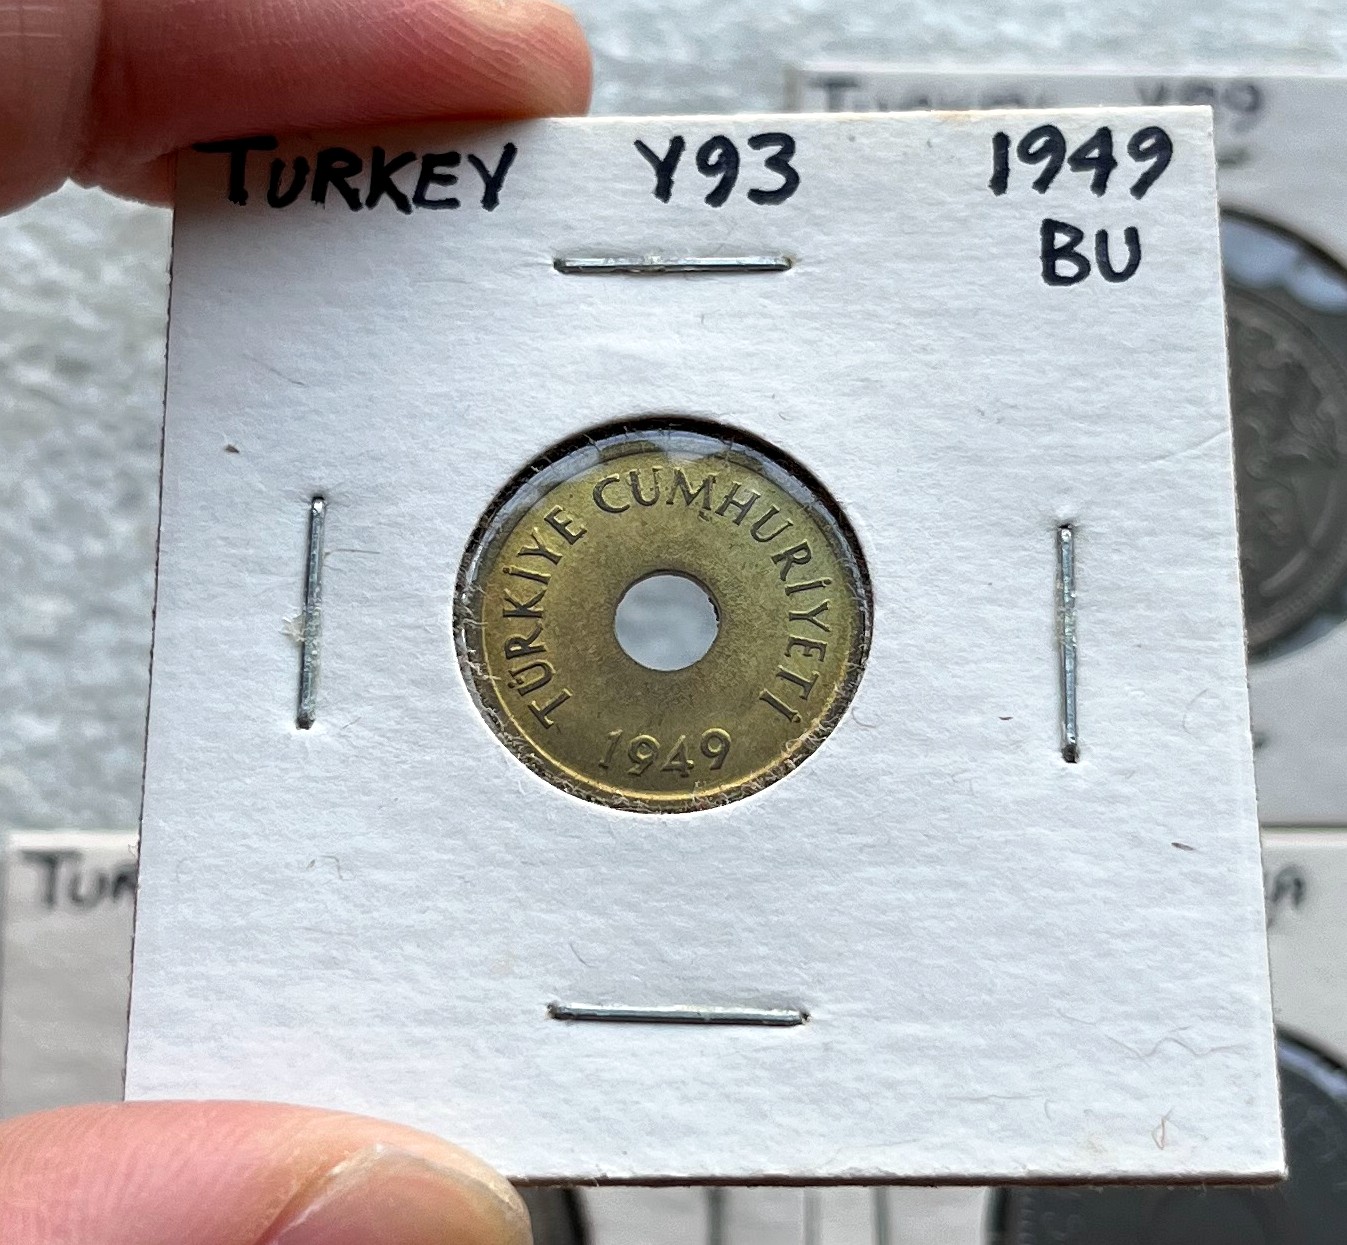 TURKEY Y93 1949
BU
TÜRKİYE CUMHURİYETİ
1949